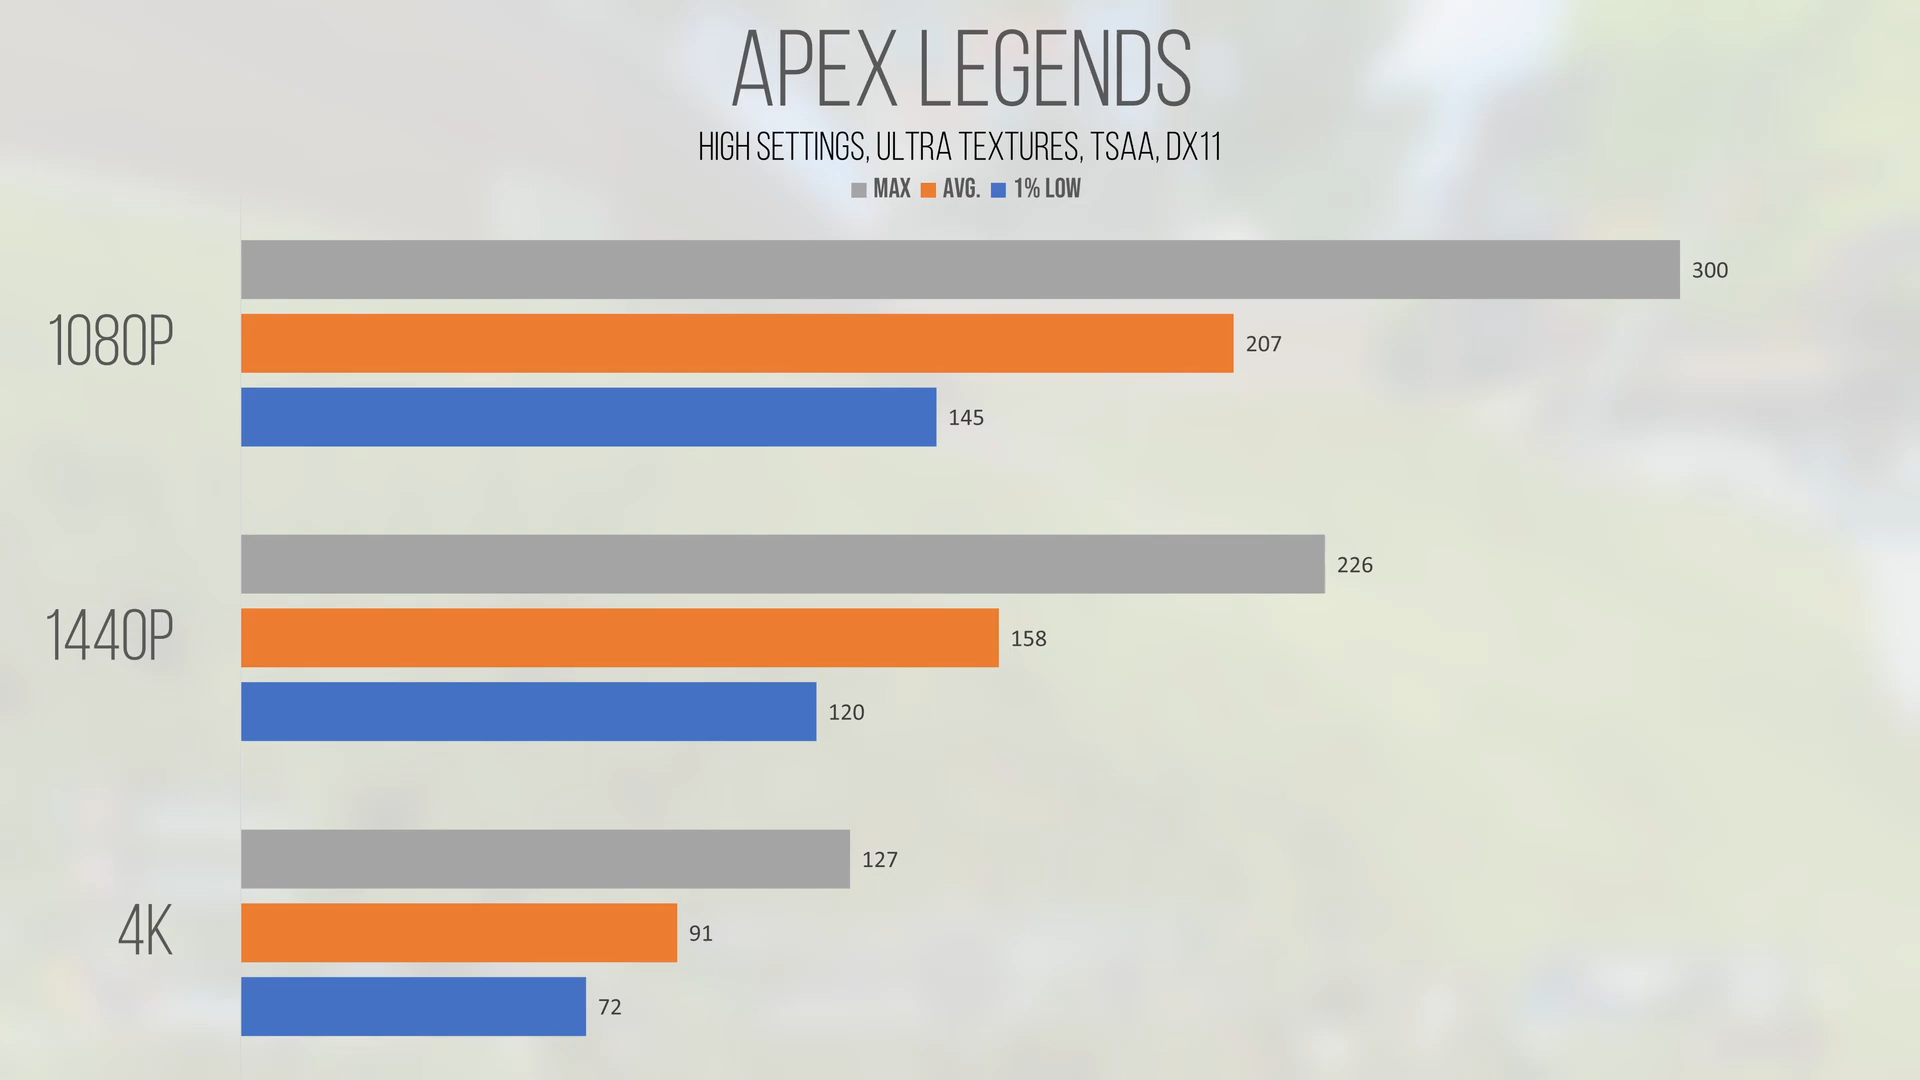 APEX LEGENDS
HIGH SETTINGS, ULTRA TEXTURES, TSAA, DX11
MAX AVG. 1% LOW
300
1080P 207
145
226
1440P 158
120
127
4K 91
72